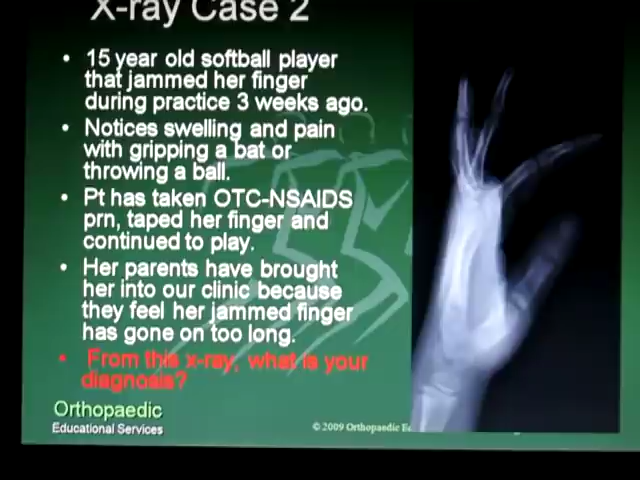 X-ray Case 2
• 15 year old softball player
that jammed her finger
during practice 3 weeks ago.
• Notices swelling and pain
with gripping a bat or
throwing a ball.
• Pt has taken OTC-NSAIDS
prn, taped her finger and
continued to play.
• Her parents have brought
her into our clinic because
they feel her jammed finger
has gone on too long.
• From this x-ray, what is your
diagnosis?
Orthopaedic
Educational Services
© 2009 Orthopaedic